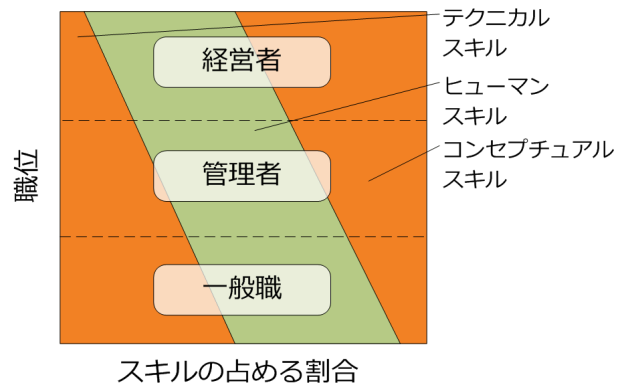 テクニカル
スキル
経営者
ヒューマン
スキル
コンセプチュアル
スキル
管理者
職位
一般職
スキルの占める割合